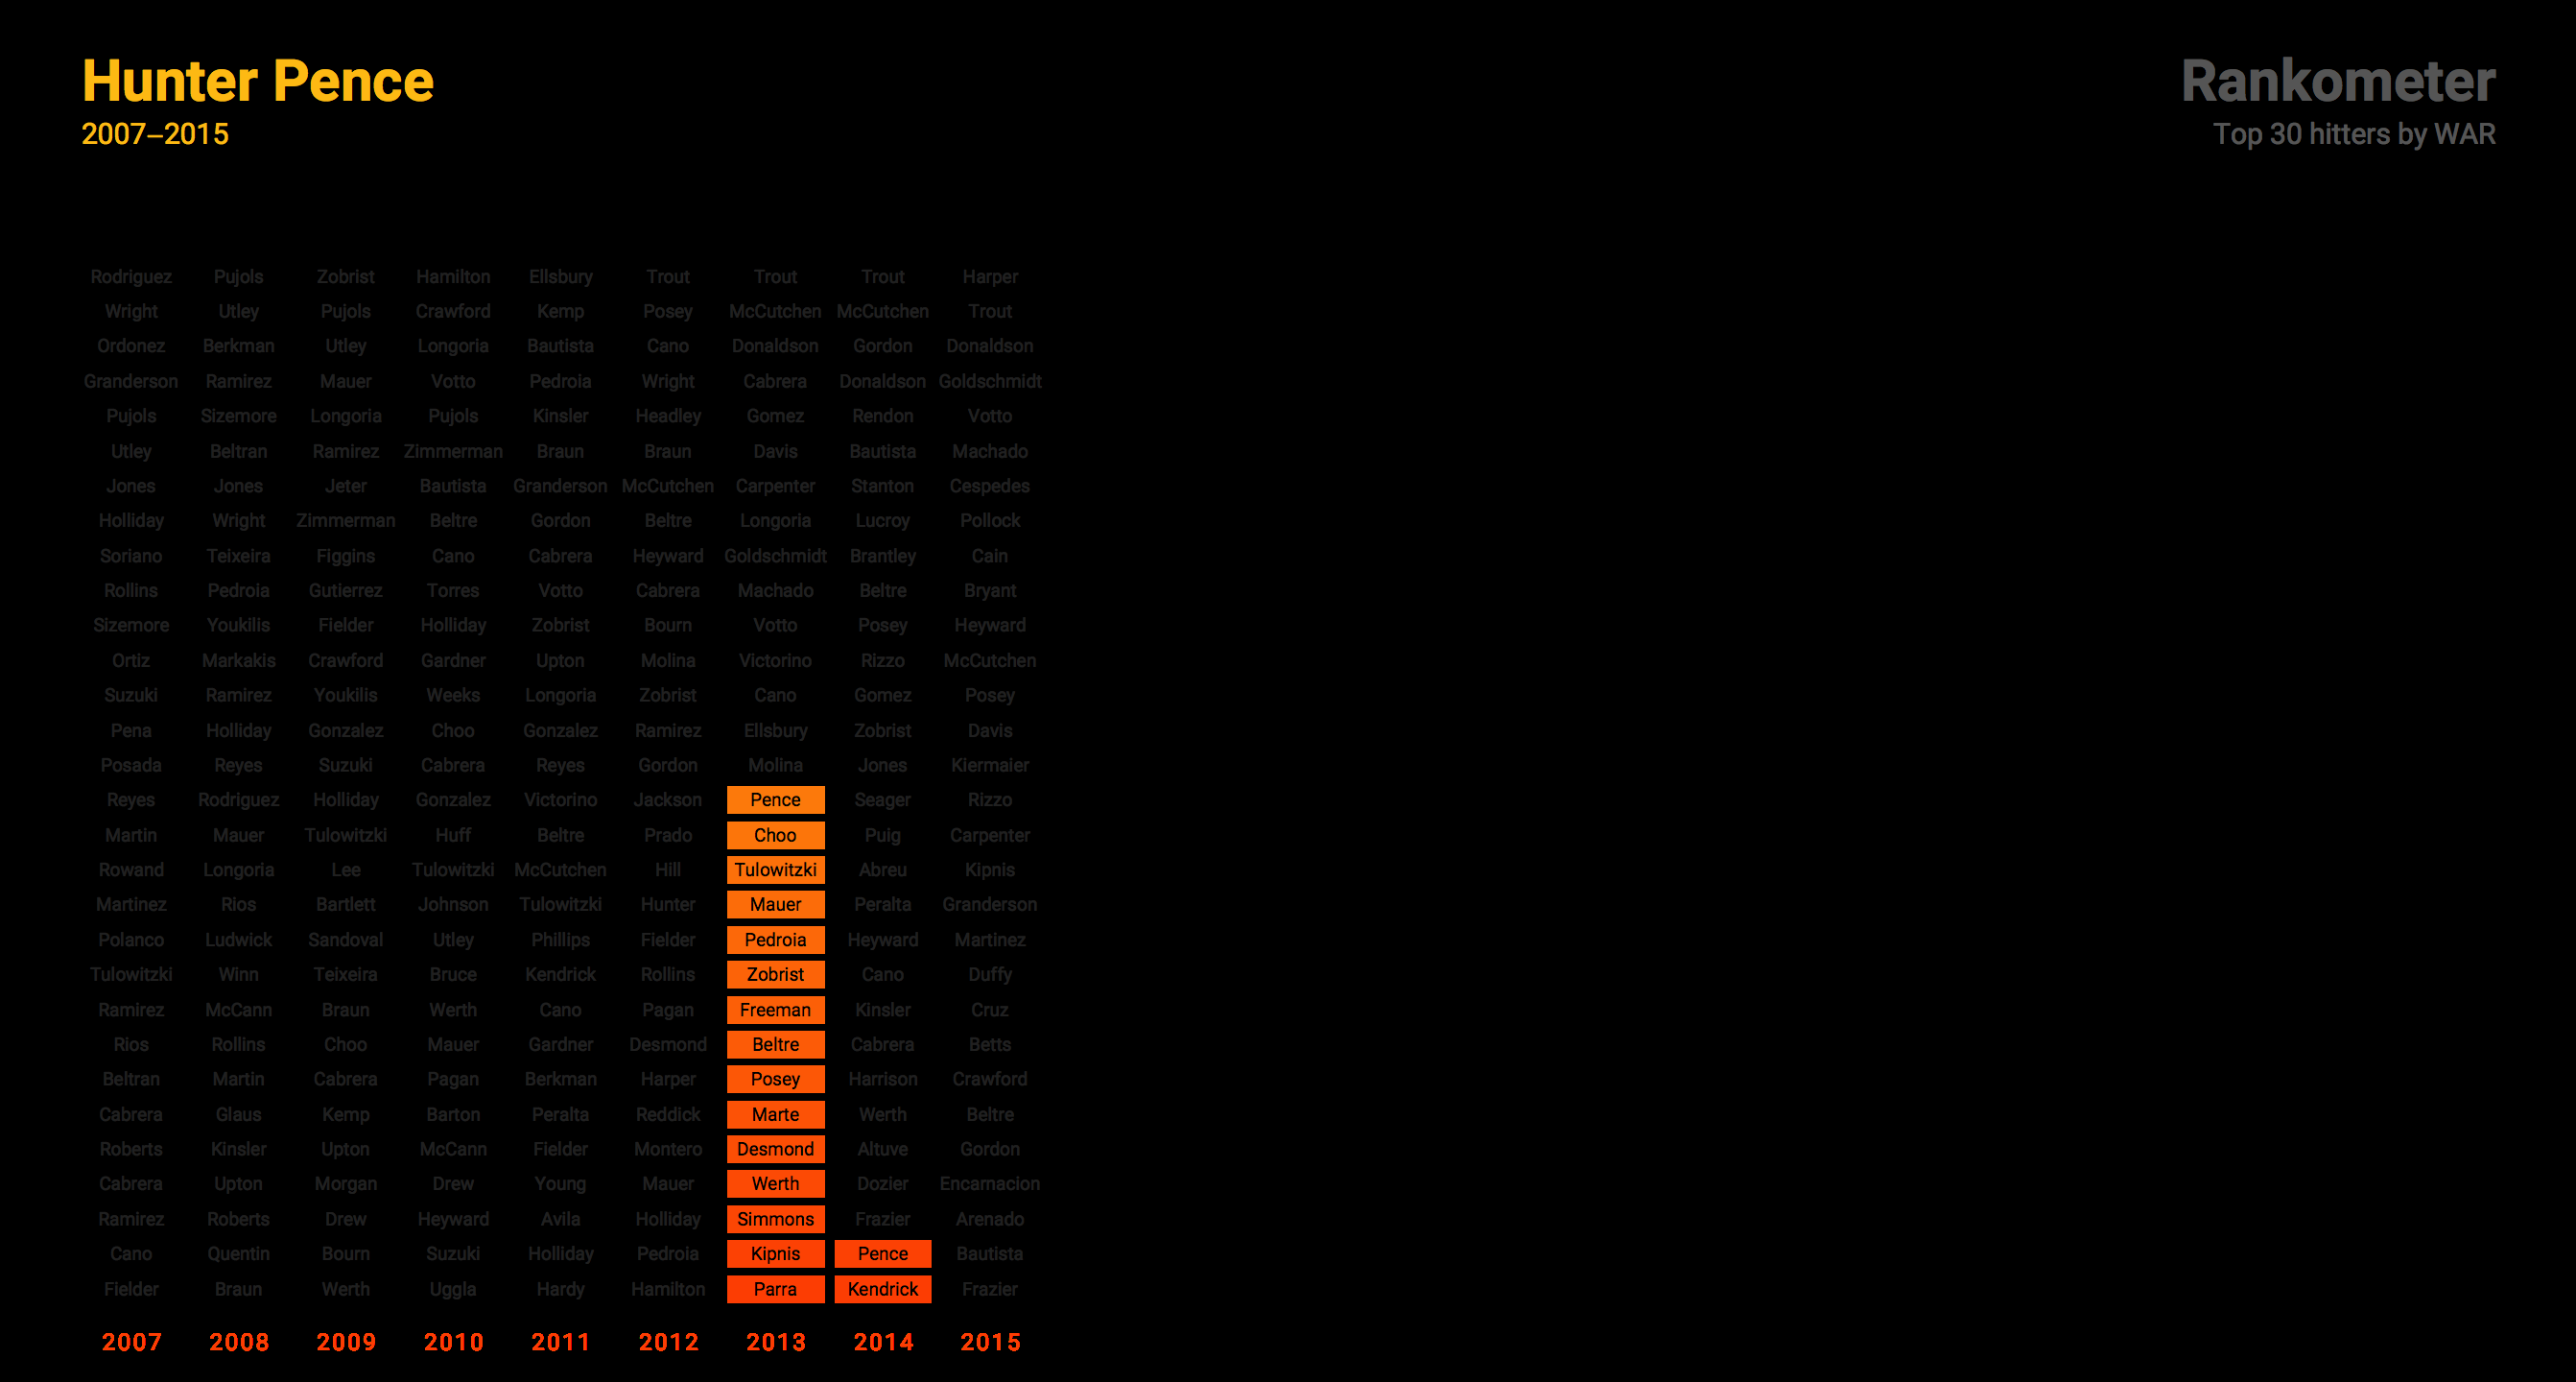 Hunter Pence
2007–2015
Rankometer
Top 30 hitters by WAR
Rodriguez Pujols Zobrist Hamilton Ellsbury Trout Trout Trout Harper
Wright Utley Pujols Crawford Kemp Posey McCutchen McCutchen Trout
Ordonez Berkman Utley Longoria Bautista Cano Donaldson Gordon Donaldson
Granderson Ramirez Mauer Votto Pedroia Wright Cabrera Donaldson Goldschmidt
Pujols Sizemore Longoria Pujols Kinsler Headley Gomez Rendon Votto
Utley Beltran Ramirez Zimmerman Braun Braun Davis Bautista Machado
Jones Jones Jeter Bautista Granderson McCutchen Carpenter Stanton Cespedes
Holliday Wright Zimmerman Beltre Gordon Beltre Longoria Lucroy Pollock
Soriano Teixeira Figgins Cano Cabrera Heyward Goldschmidt Brantley Cain
Rollins Pedroia Gutierrez Torres Votto Cabrera Machado Beltre Bryant
Sizemore Youkilis Fielder Holliday Zobrist Bourn Votto Posey Heyward
Ortiz Markakis Crawford Gardner Upton Molina Victorino Rizzo McCutchen
Suzuki Ramirez Youkilis Weeks Longoria Zobrist Cano Gomez Posey
Pena Holliday Gonzalez Choo Gonzalez Ramirez Ellsbury Zobrist Davis
Posada Reyes Suzuki Cabrera Reyes Gordon Molina Jones Kiermaier
Reyes Rodriguez Holliday Gonzalez Victorino Jackson Pence Seager Rizzo
Martin Mauer Tulowitzki Huff Beltre Prado Choo Puig Carpenter
Rowand Longoria Lee Tulowitzki McCutchen Hill Tulowitzki Abreu Kipnis
Martinez Rios Bartlett Johnson Tulowitzki Hunter Mauer Peralta Granderson
Polanco Ludwick Sandoval Utley Phillips Fielder Pedroia Heyward Martinez
Tulowitzki Winn Teixeira Bruce Kendrick Rollins Zobrist Cano Duffy
Ramirez McCann Braun Werth Cano Pagan Freeman Kinsler Cruz
Rios Rollins Choo Mauer Gardner Desmond Beltre Cabrera Betts
Beltran Martin Cabrera Pagan Berkman Harper Posey Harrison Crawford
Cabrera Glaus Kemp Barton Peralta Reddick Marte Werth Beltre
Roberts Kinsler Upton McCann Fielder Montero Desmond Altuve Gordon
Cabrera Upton Morgan Drew Young Mauer Werth Dozier Encarnacion
Ramirez Roberts Drew Heyward Avila Holliday Simmons Frazier Arenado
Cano Quentin Bourn Suzuki Holliday Pedroia Kipnis Pence Bautista
Fielder Braun Werth Uggla Hardy Hamilton Parra Kendrick Frazier
2007 2008 2009 2010 2011 2012 2013 2014 2015